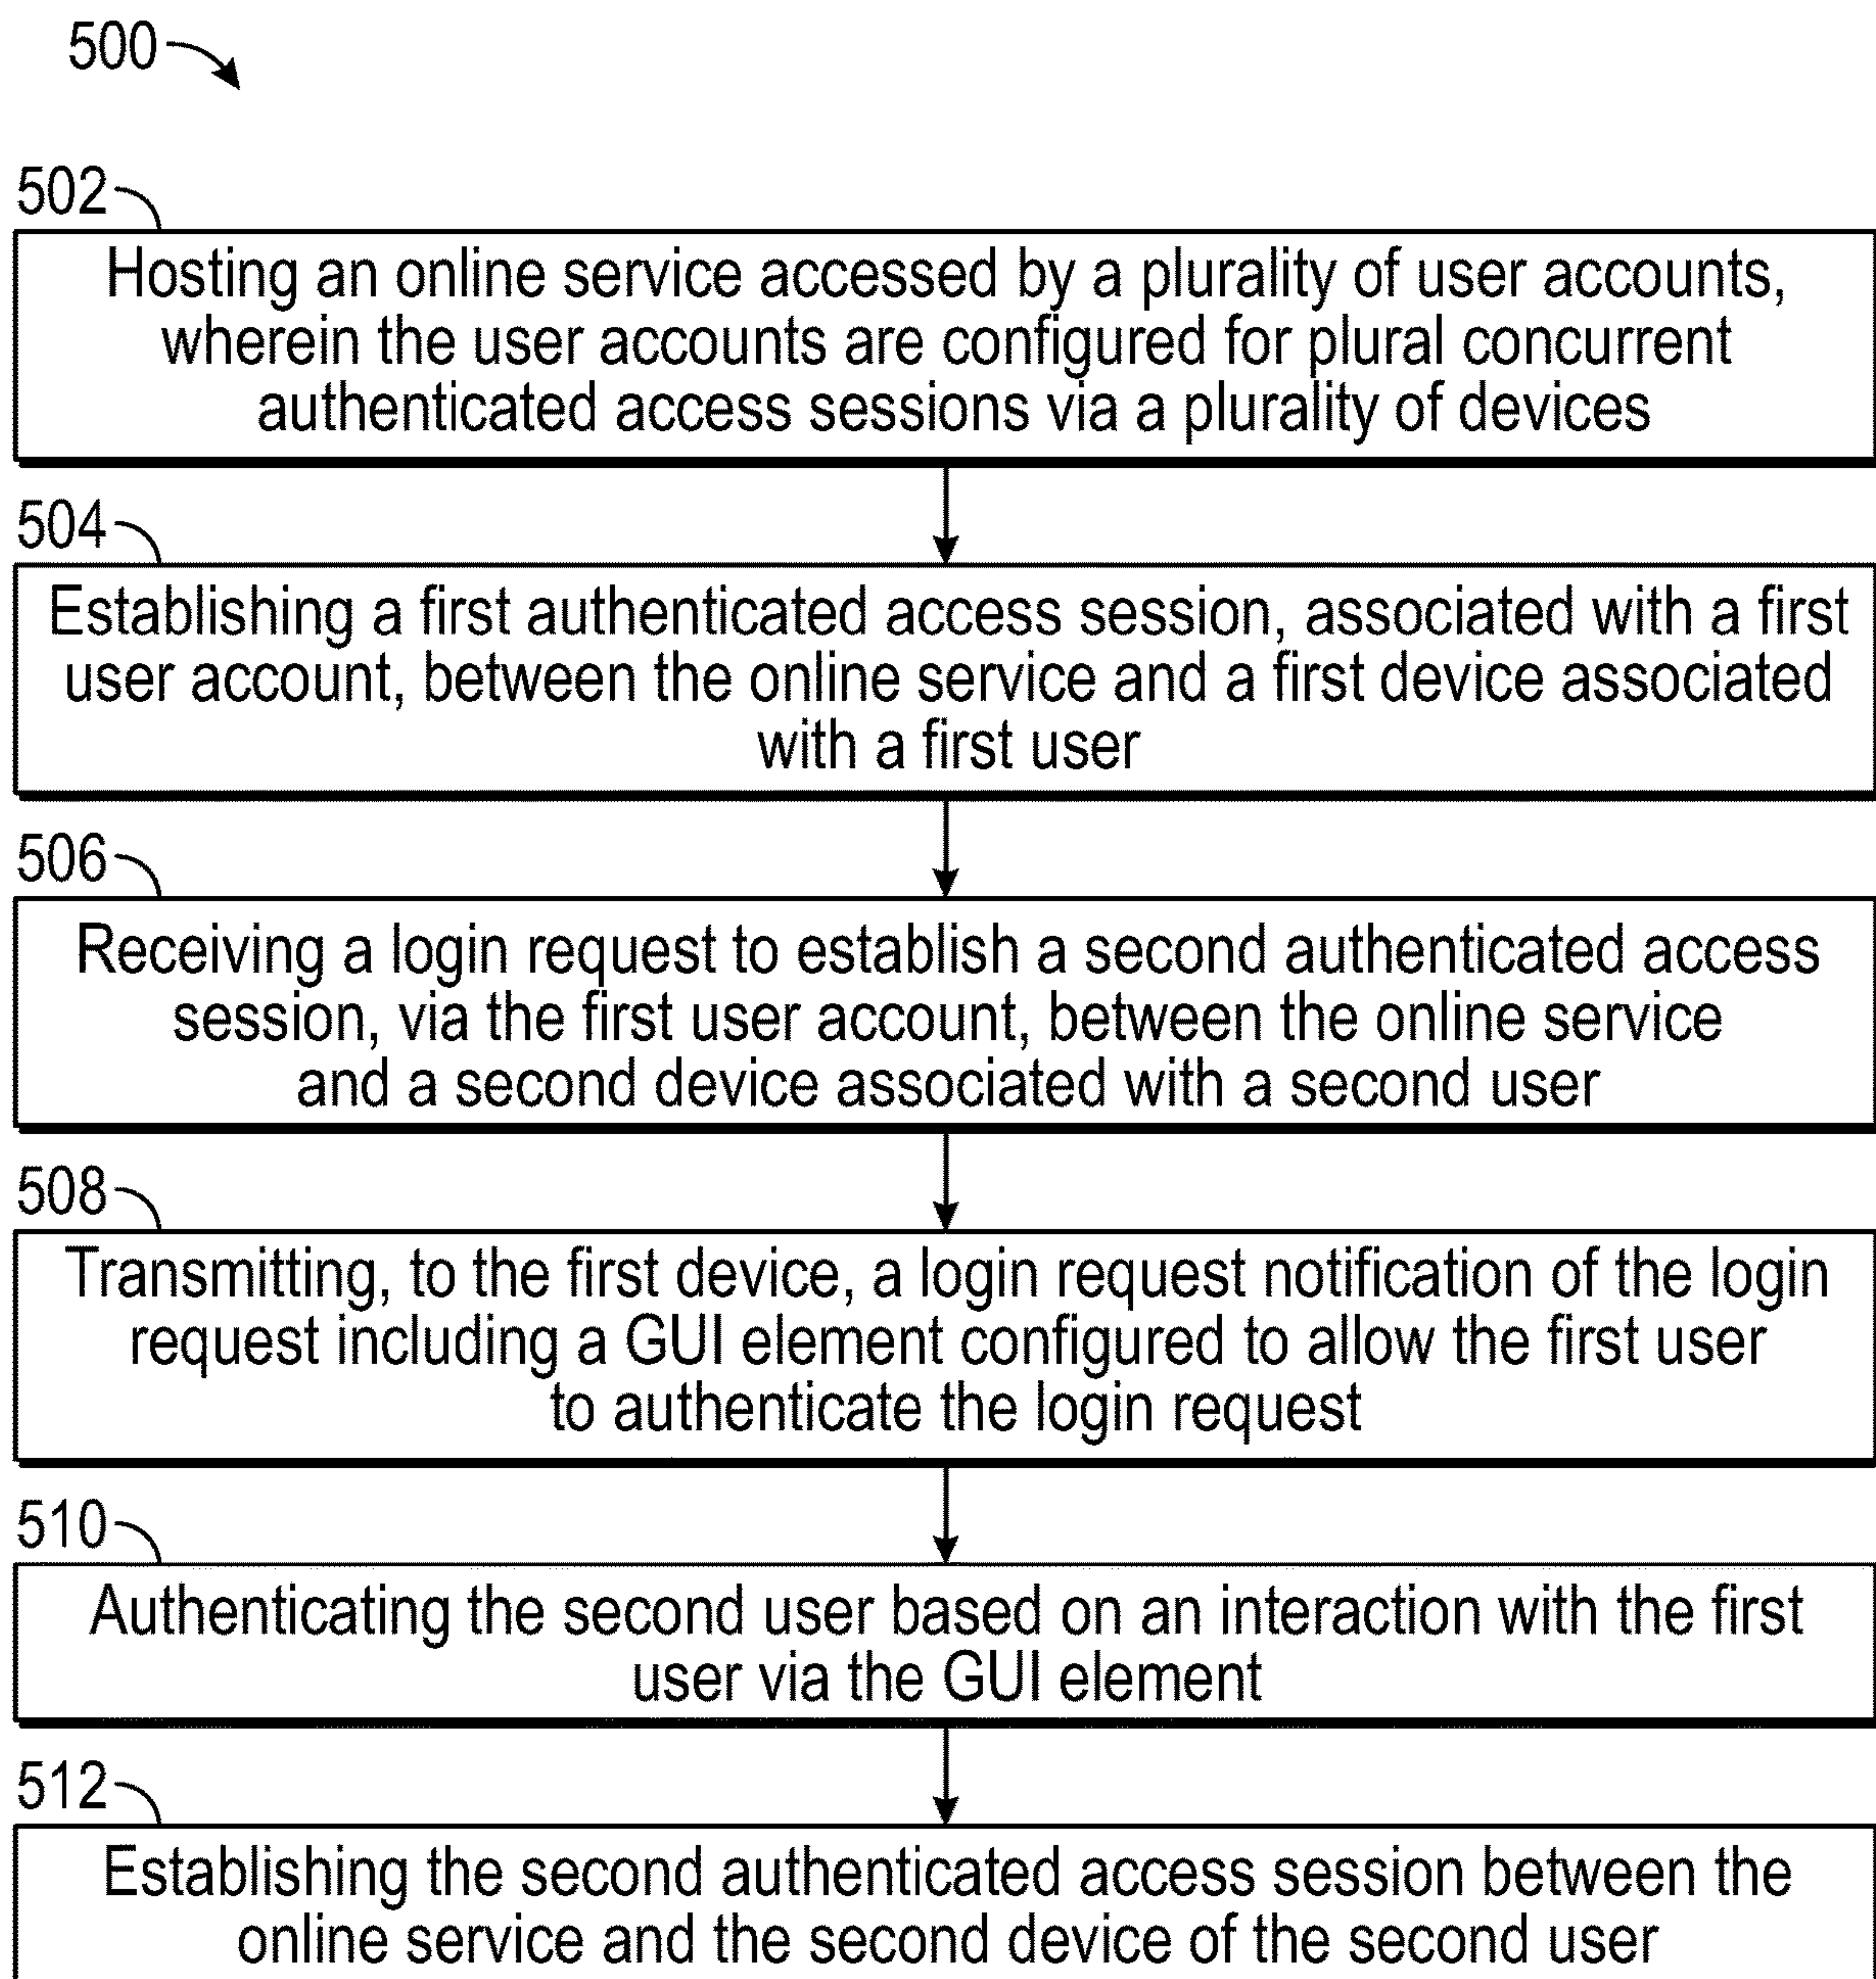 500
502
Hosting an online service accessed by a plurality of user accounts,
wherein the user accounts are configured for plural concurrent
authenticated access sessions via a plurality of devices
504
Establishing a first authenticated access session, associated with a first
user account, between the online service and a first device associated
with a first user
506
Receiving a login request to establish a second authenticated access
session, via the first user account, between the online service
and a second device associated with a second user
508
Transmitting, to the first device, a login request notification of the login
request including a GUI element configured to allow the first user
to authenticate the login request
510
Authenticating the second user based on an interaction with the first
user via the GUI element
512
Establishing the second authenticated access session between the
online service and the second device of the second user